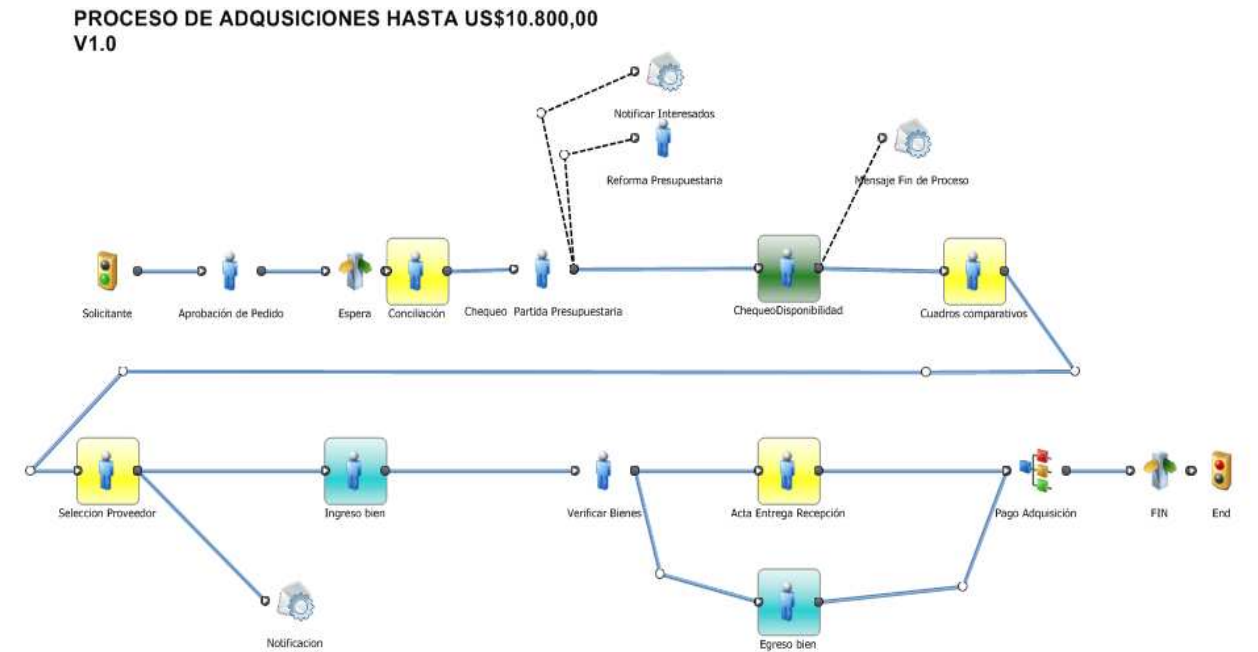 PROCESO DE ADQUSICIONES HASTA US$10.800,00
V1.0
Notificar Interesados
Reforma Presupuestaria
Mensaje Fin de Proceso
Solicitante
Aprobación de Pedido
Espera
Conciliación
Chequeo Partida Presupuestaria
ChequeoDisponibilidad
Cuadros comparativos
Seleccion Proveedor
Ingreso bien
Verificar Bienes
Acta Entrega Recepción
Pago Adquisición
FIN
End
Notificacion
Egreso bien